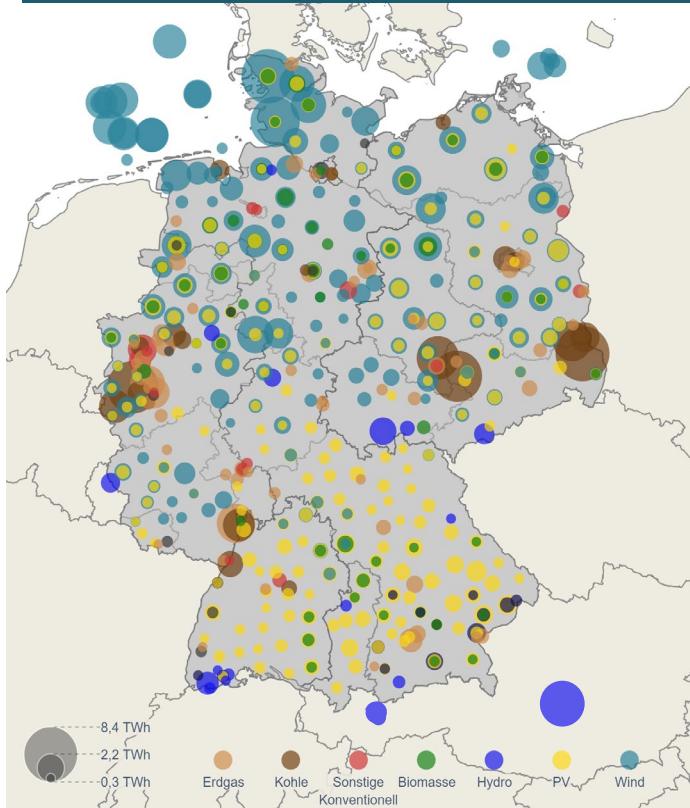 8,4 TWh
2,2 TWh
0,3 TWh
Erdgas Kohle Sonstige Biomasse Hydro PV Wind
Konventionell